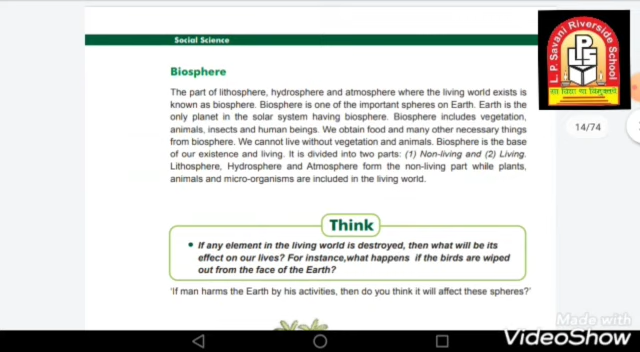 Social Science
L. P. Savani Riverside School
PLS
सा विद्या या विमुक्तये
14/74
Biosphere
The part of lithosphere, hydrosphere and atmosphere where the living world exists is
known as biosphere. Biosphere is one of the important spheres on Earth. Earth is the
only planet in the solar system having biosphere. Biosphere includes vegetation,
animals, insects and human beings. We obtain food and many other necessary things
from biosphere. We cannot live without vegetation and animals. Biosphere is the base
of our existence and living. It is divided into two parts: (1) Non-living and (2) Living.
Lithosphere, Hydrosphere and Atmosphere form the non-living part while plants,
animals and micro-organisms are included in the living world.
Think
• If any element in the living world is destroyed, then what will be its
effect on our lives? For instance,what happens if the birds are wiped
out from the face of the Earth?
'If man harms the Earth by his activities, then do you think it will affect these spheres?'
Made with
VideoShow